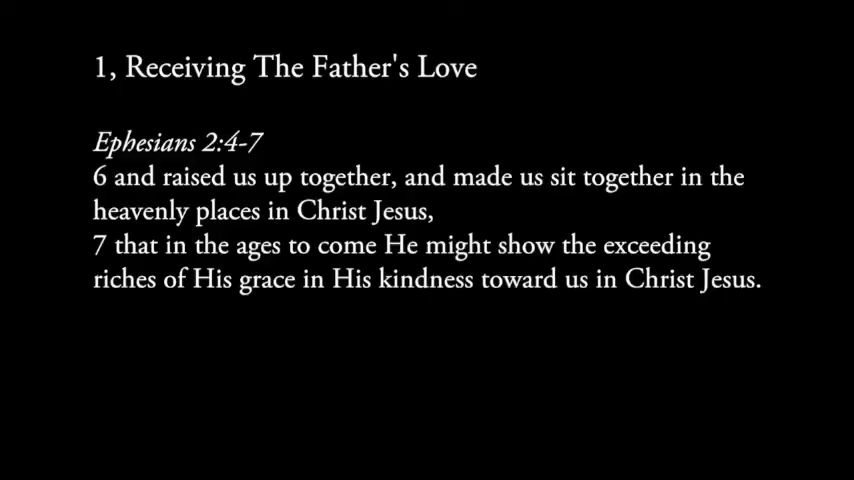 1, Receiving The Father's Love
Ephesians 2:4-7
6 and raised us up together, and made us sit together in the
heavenly places in Christ Jesus,
7 that in the ages to come He might show the exceeding
riches of His grace in His kindness toward us in Christ Jesus.